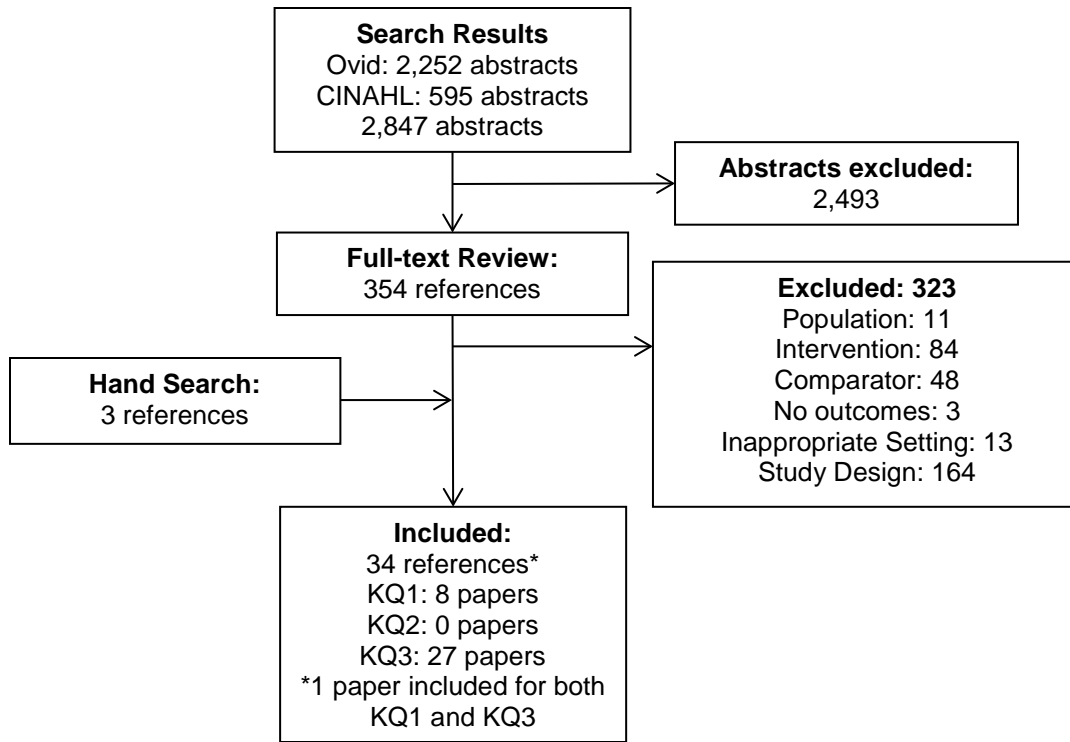 Search Results
Ovid: 2,252 abstracts
CINAHL: 595 abstracts
2,847 abstracts
Abstracts excluded:
2,493
Full-text Review:
354 references
Excluded: 323
Population: 11
Intervention: 84
Comparator: 48
No outcomes: 3
Inappropriate Setting: 13
Study Design: 164
Hand Search:
3 references
Included:
34 references*
KQ1: 8 papers
KQ2: 0 papers
KQ3: 27 papers
*1 paper included for both
KQ1 and KQ3